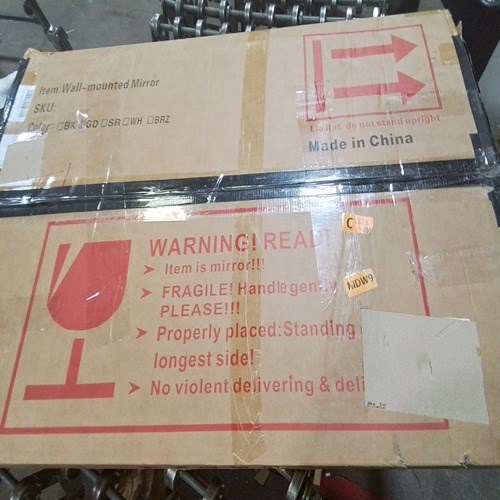 Item: Wall-mounted Mirror
SKU:
Color: □BK GD □SR □WH □BRZ
Made in China
WARNING! READ!
➤ Item is mirror!!!
➤ FRAGILE! Handle gently
PLEASE!!!
➤ Properly placed: Standing
longest side!
➤ No violent delivering & deli
C
MDW9